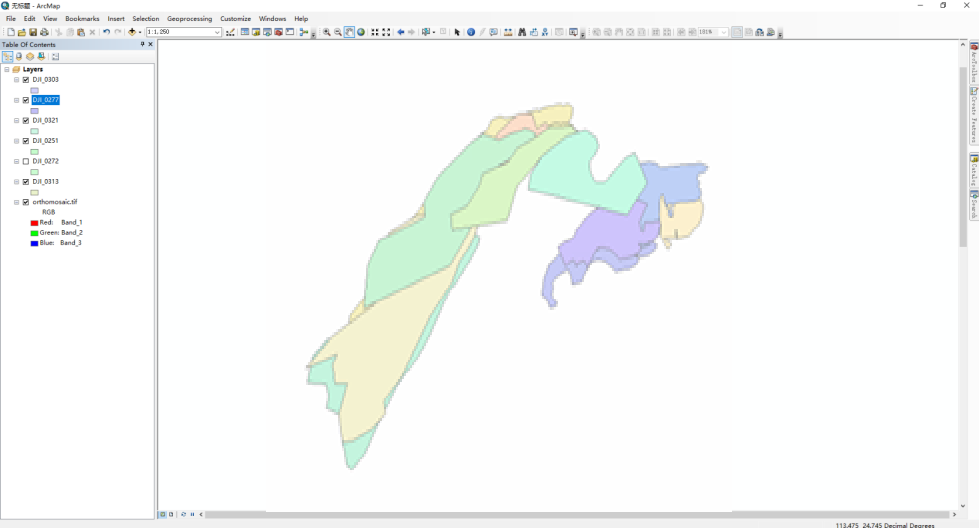 无标题 - ArcMap
File Edit View Bookmarks Insert Selection Geoprocessing Customize Windows Help
1:1,250
101%
Table Of Contents
Layers
DJI_0303
DJI_0277
DJI_0321
DJI_0251
DJI_0272
DJI_0313
orthomosaic.tif
RGB
Red: Band_1
Green: Band_2
Blue: Band_3
ArcToolbox
Create Features
Catalog
Search
113.475 24.745 Decimal Degrees